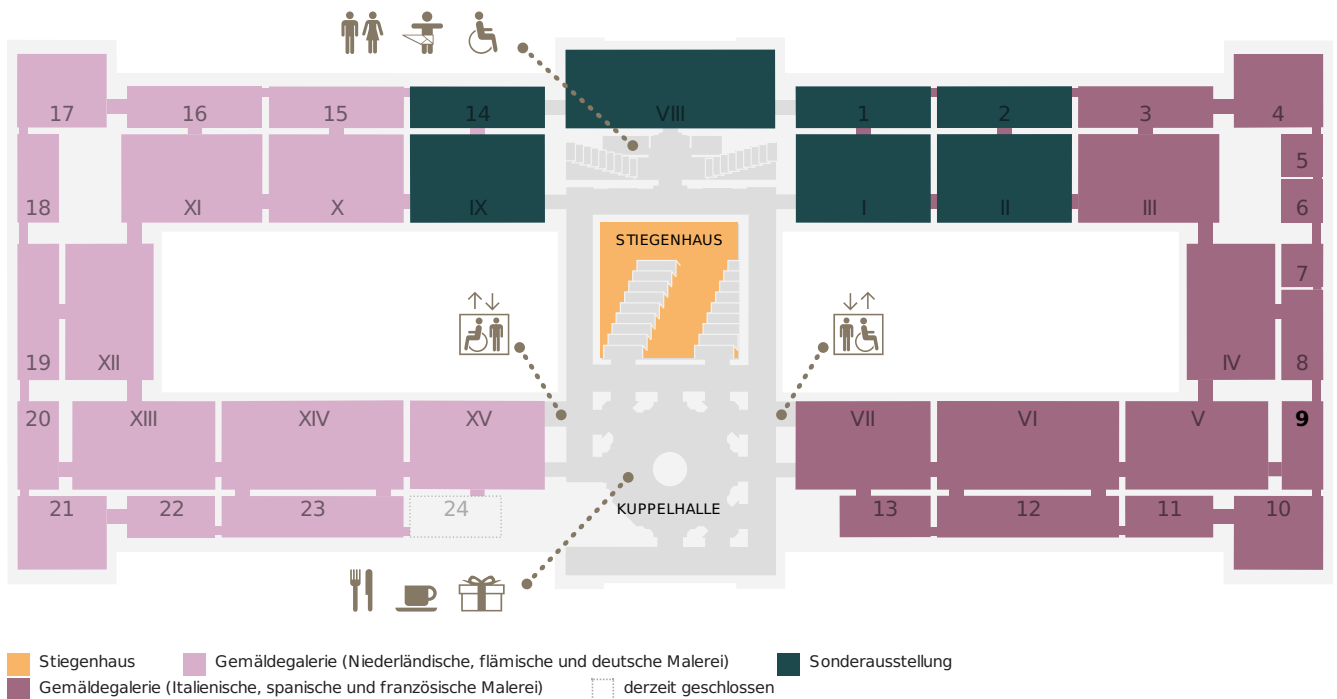 17 16 15 14 VIII 1 2 3 4
5
18 XI X IX I II III 6
STIEGENHAUS
7
19 XII IV 8
20 XIII XIV XV VII VI V 9
21 22 23 24 KUPPELHALLE 13 12 11 10
Stiegenhaus Gemäldegalerie (Niederländische, flämische und deutsche Malerei) Sonderausstellung
Gemäldegalerie (Italienische, spanische und französische Malerei) derzeit geschlossen